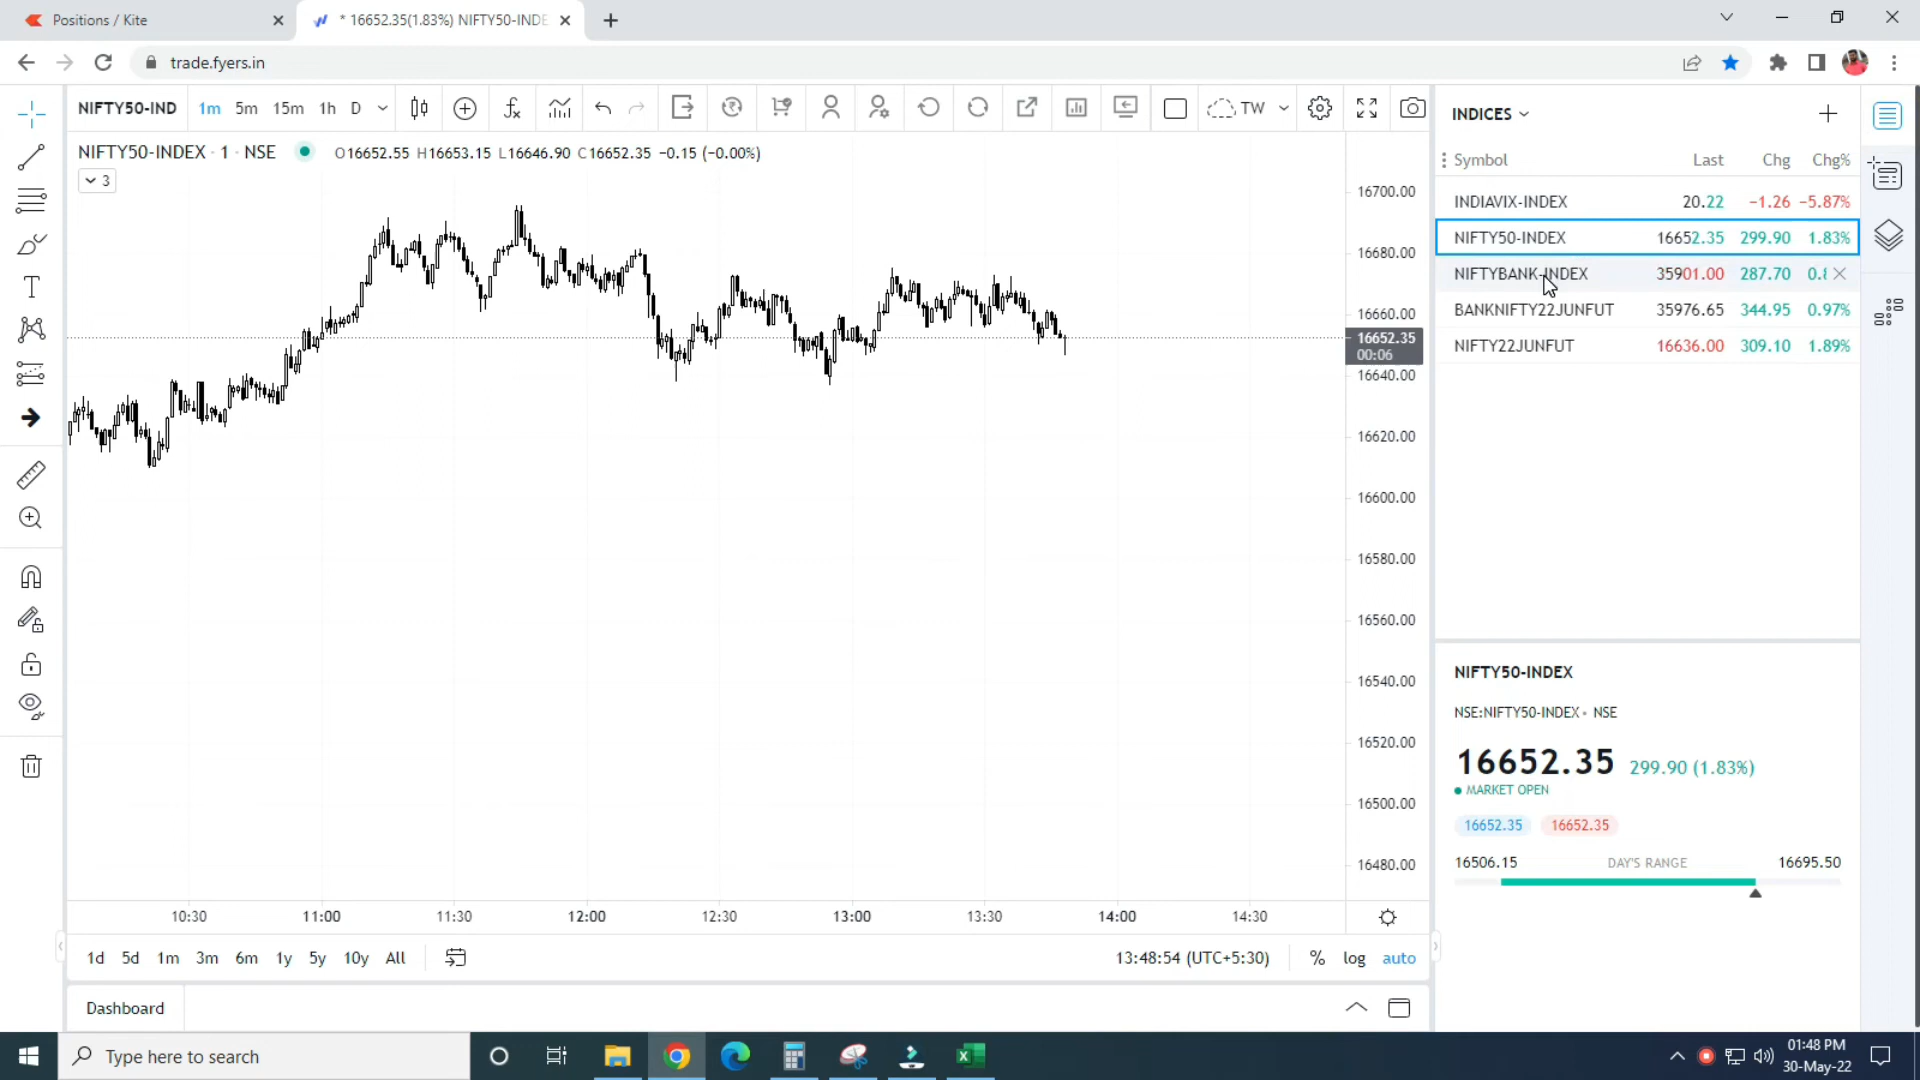 Positions / Kite
* 16652.35(1.83%) NIFTY50-INDE
trade.fyers.in
NIFTY50-IND 1m 5m 15m 1h D TW
NIFTY50-INDEX · 1 · NSE O16652.55 H16653.15 L16646.90 C16652.35 −0.15 (−0.00%)
3
16700.00
16680.00
16660.00
16652.35
00:06
16640.00
16620.00
16600.00
16580.00
16560.00
16540.00
16520.00
16500.00
16480.00
10:30 11:00 11:30 12:00 12:30 13:00 13:30 14:00 14:30
1d 5d 1m 3m 6m 1y 5y 10y All 13:48:54 (UTC+5:30) % log auto
Dashboard
INDICES
Symbol Last Chg Chg%
INDIAVIX-INDEX 20.22 −1.26 −5.87%
NIFTY50-INDEX 16652.35 299.90 1.83%
NIFTYBANK-INDEX 35901.00 287.70
BANKNIFTY22JUNFUT 35976.65 344.95 0.97%
NIFTY22JUNFUT 16636.00 309.10 1.89%
NIFTY50-INDEX
NSE:NIFTY50-INDEX • NSE
16652.35 299.90 (1.83%)
MARKET OPEN
16652.35 16652.35
16506.15 DAY'S RANGE 16695.50
Type here to search
01:48 PM
30-May-22